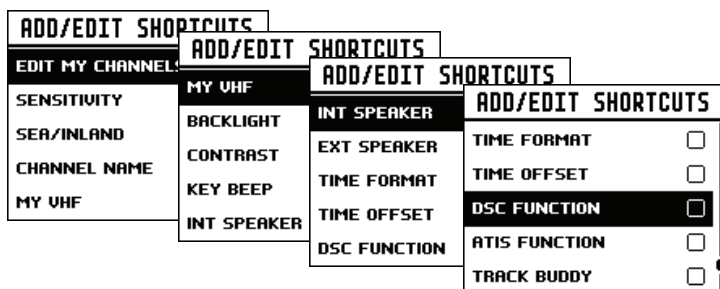 ADD/EDIT SHORTCUTS
EDIT MY CHANNELS
SENSITIVITY
SEA/INLAND
CHANNEL NAME
MY VHF
ADD/EDIT SHORTCUTS
MY VHF
BACKLIGHT
CONTRAST
KEY BEEP
INT SPEAKER
ADD/EDIT SHORTCUTS
INT SPEAKER
EXT SPEAKER
TIME FORMAT
TIME OFFSET
DSC FUNCTION
ADD/EDIT SHORTCUTS
TIME FORMAT
TIME OFFSET
DSC FUNCTION
ATIS FUNCTION
TRACK BUDDY